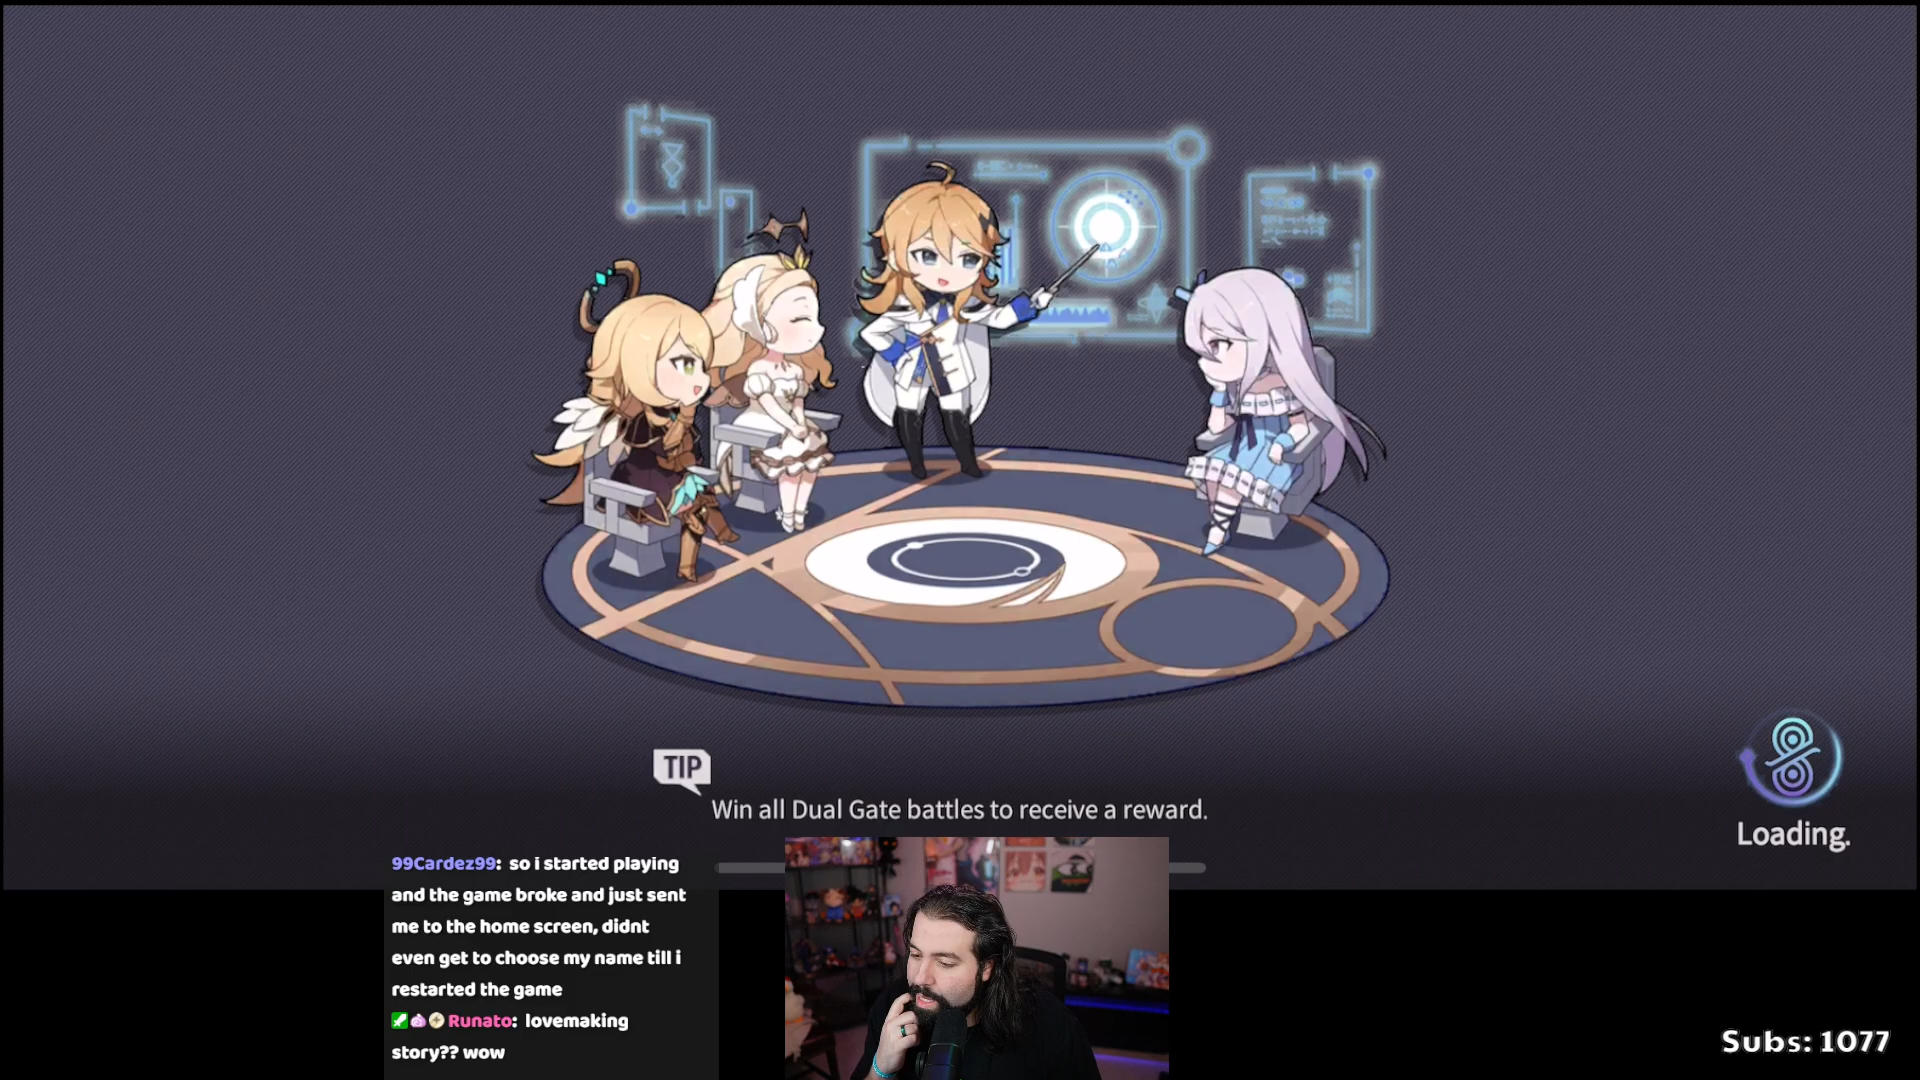 TIP
Win all Dual Gate battles to receive a reward.
Loading.
99Cardez99: so i started playing
and the game broke and just sent
me to the home screen, didnt
even get to choose my name till i
restarted the game
Runato: lovemaking
story?? wow
Subs: 1077